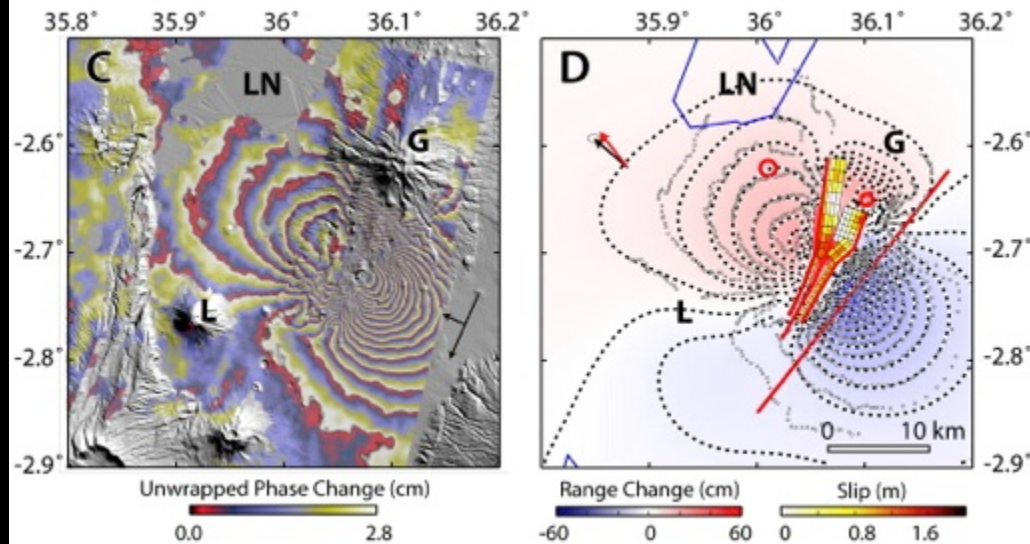 35.8° 35.9° 36.0° 36.1° 36.2°
35.9° 36° 36.1° 36.2°
C
LN
G
L
-2.6°
-2.7°
-2.8°
-2.9°
D
LN
G
L
0 10 km
-2.6°
-2.7°
-2.8°
-2.9°
Unwrapped Phase Change (cm)
0.0 2.8
Range Change (cm)
-60 0 60
Slip (m)
0 0.8 1.6